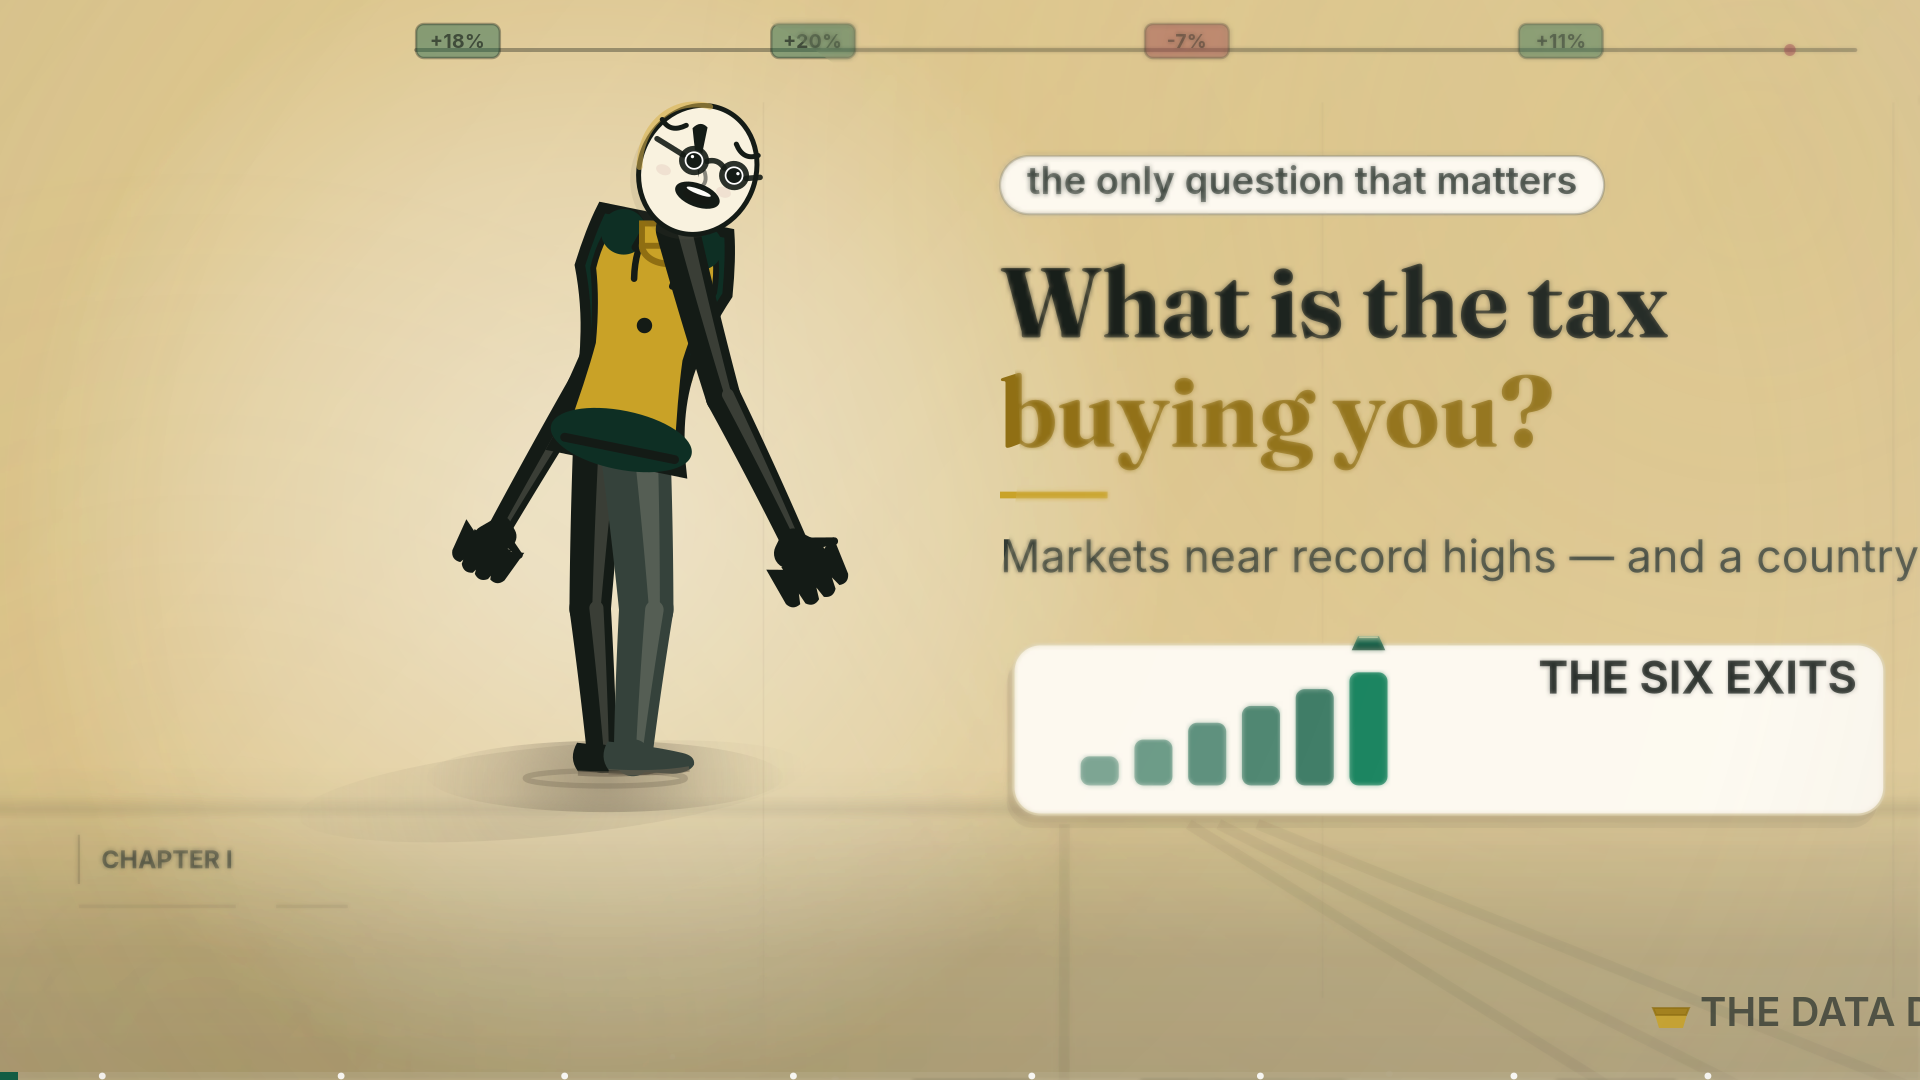 +18% +20% -7% +11%
the only question that matters
What is the tax
buying you?
Markets near record highs — and a country
THE SIX EXITS
CHAPTER I
THE DATA D